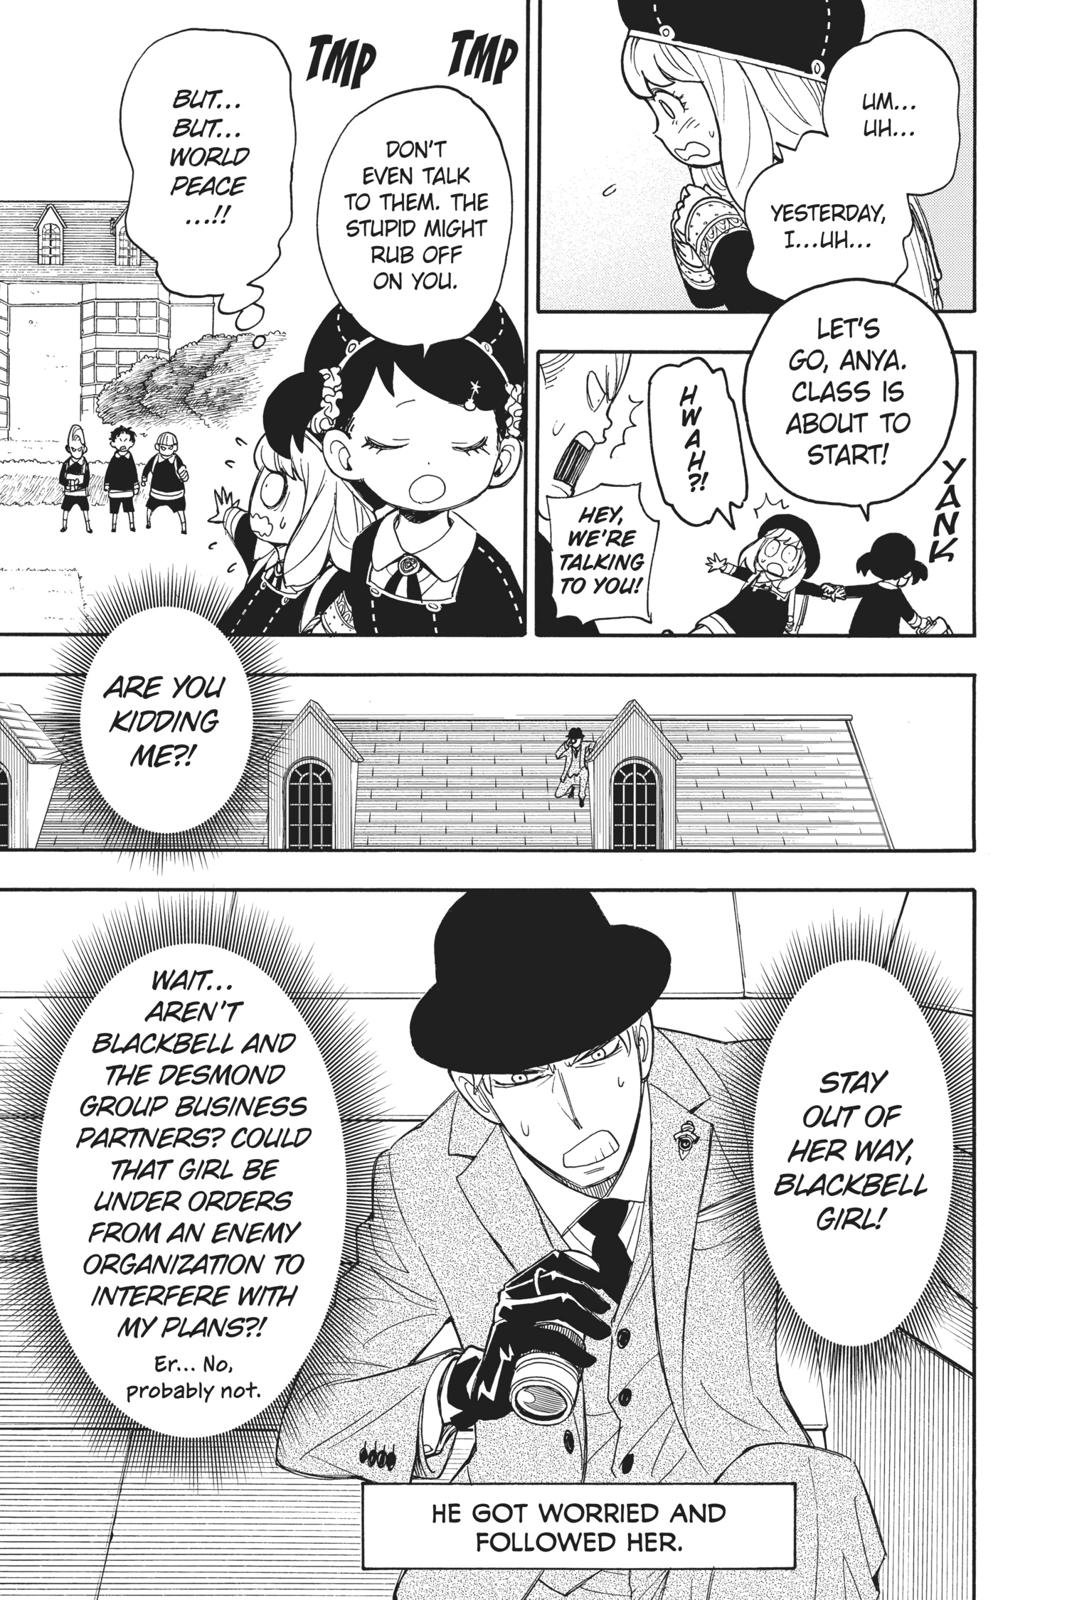 UM...
UH...
YESTERDAY,
I...UH...
LET'S
GO, ANYA.
CLASS IS
ABOUT TO
START!
HWAH?!
YANK
HEY,
WE'RE
TALKING
TO YOU!
TMP
TMP
DON'T
EVEN TALK
TO THEM. THE
STUPID MIGHT
RUB OFF
ON YOU.
BUT...
BUT...
WORLD
PEACE
...!!
ARE YOU
KIDDING
ME?!
STAY
OUT OF
HER WAY,
BLACKBELL
GIRL!
WAIT...
AREN'T
BLACKBELL AND
THE DESMOND
GROUP BUSINESS
PARTNERS? COULD
THAT GIRL BE
UNDER ORDERS
FROM AN ENEMY
ORGANIZATION TO
INTERFERE WITH
MY PLANS?!
Er... No,
probably not.
HE GOT WORRIED AND
FOLLOWED HER.